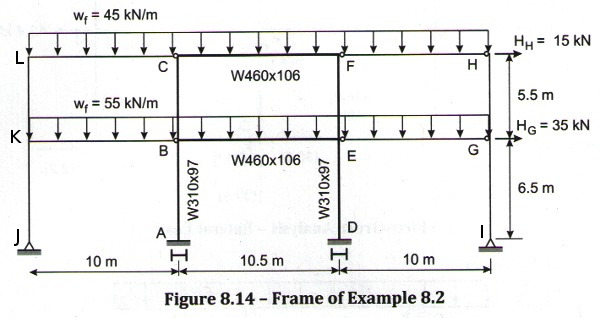 w_f = 45 kN/m
H_H = 15 kN
L
C
F
H
W460x106
5.5 m
w_f = 55 kN/m
H_G = 35 kN
K
B
E
G
W460x106
W310x97
W310x97
6.5 m
J
A
D
I
10 m
10.5 m
10 m
Figure 8.14 – Frame of Example 8.2